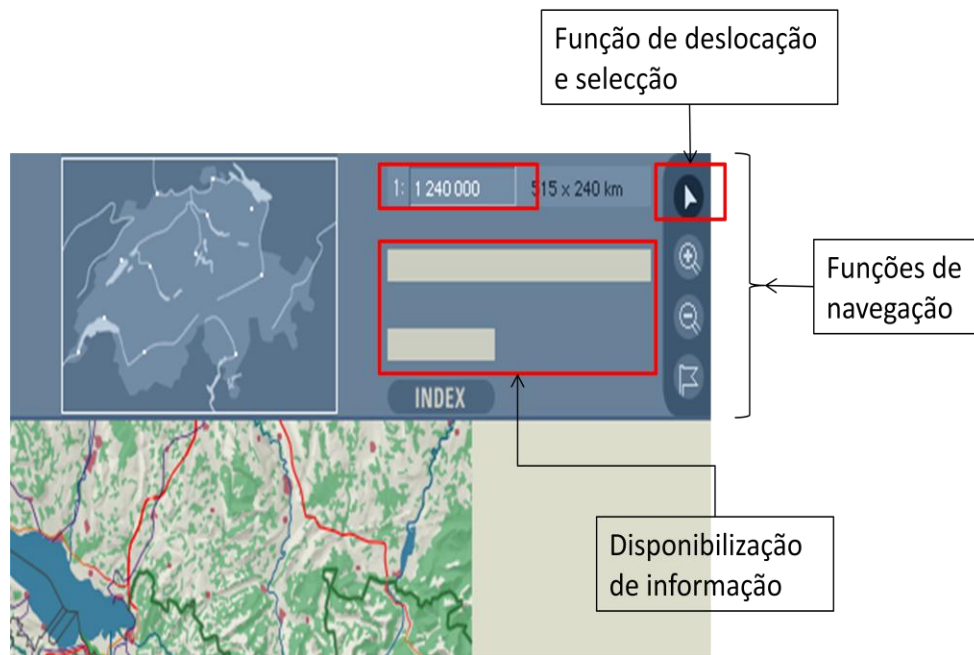 Função de deslocação
e selecção
1: 1 240 000
515 x 240 km
Funções de
navegação
INDEX
Disponibilização
de informação